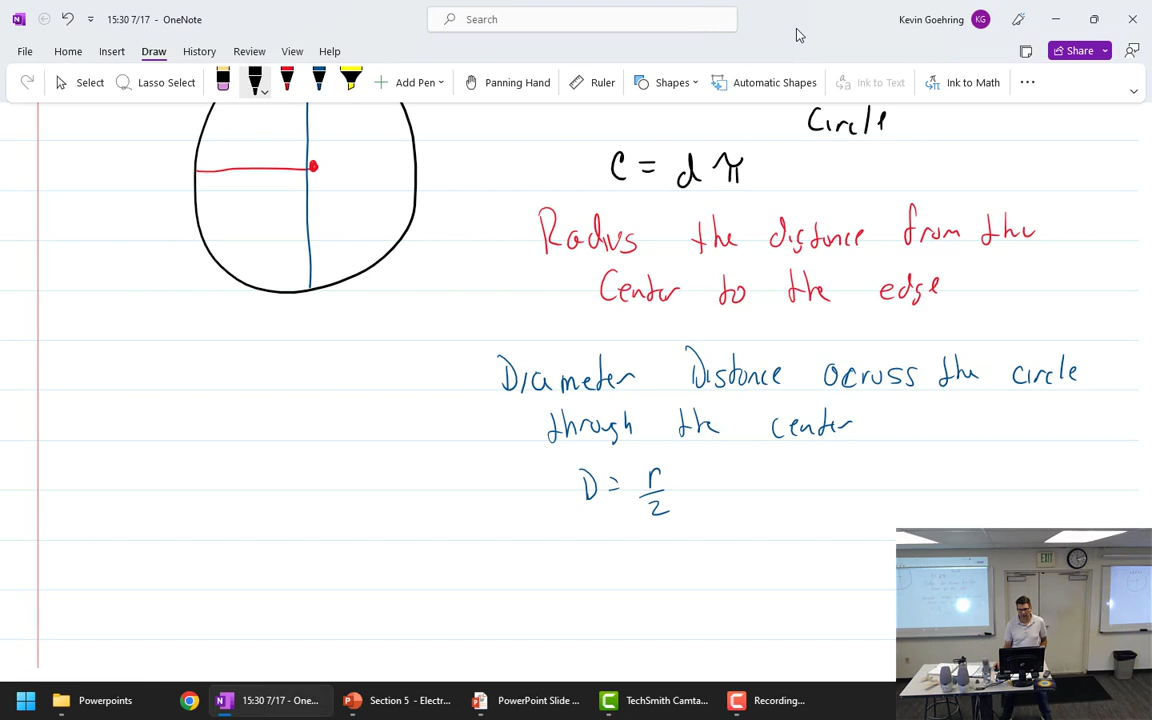 15:30 7/17 - OneNote
Search
Kevin Goehring
KG
File Home Insert Draw History Review View Help
Share
Select Lasso Select
Add Pen
Panning Hand
Ruler
Shapes
Automatic Shapes
Ink to Text
Ink to Math
Circle
C = d π
Radius the distance from the
Center to the edge
Diameter Distance across the circle
through the center
D = r/2
EXIT
Powerpoints
15:30 7/17 - One...
Section 5 - Electr...
PowerPoint Slide ...
TechSmith Camta...
Recording...